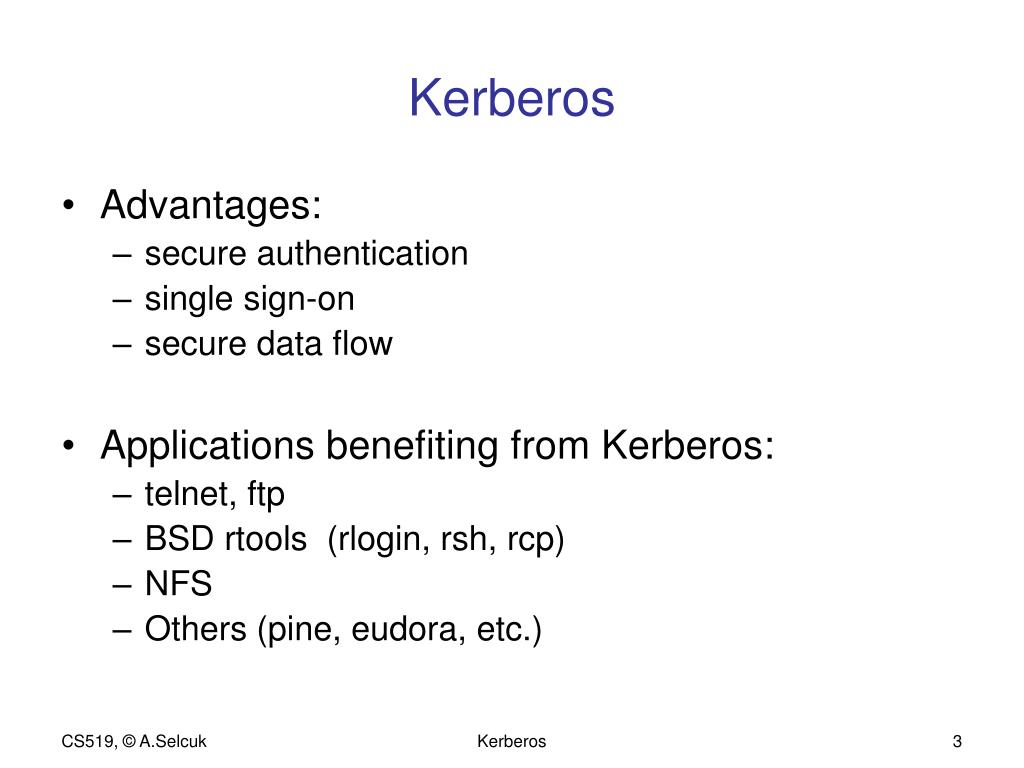 Kerberos
• Advantages:
– secure authentication
– single sign-on
– secure data flow
• Applications benefiting from Kerberos:
– telnet, ftp
– BSD rtools  (rlogin, rsh, rcp)
– NFS
– Others (pine, eudora, etc.)
CS519, © A.Selcuk
Kerberos
3